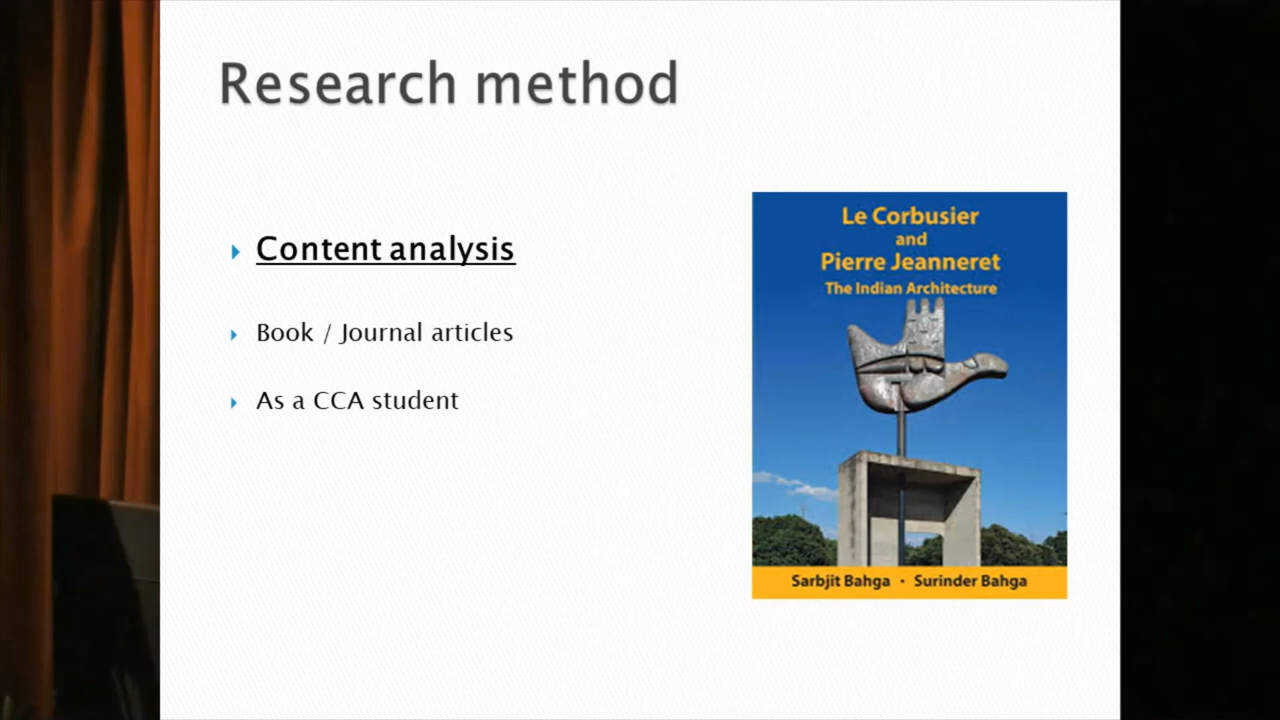 Research method
Content analysis
Book / Journal articles
As a CCA student
Le Corbusier
and
Pierre Jeanneret
The Indian Architecture
Sarbjit Bahga • Surinder Bahga